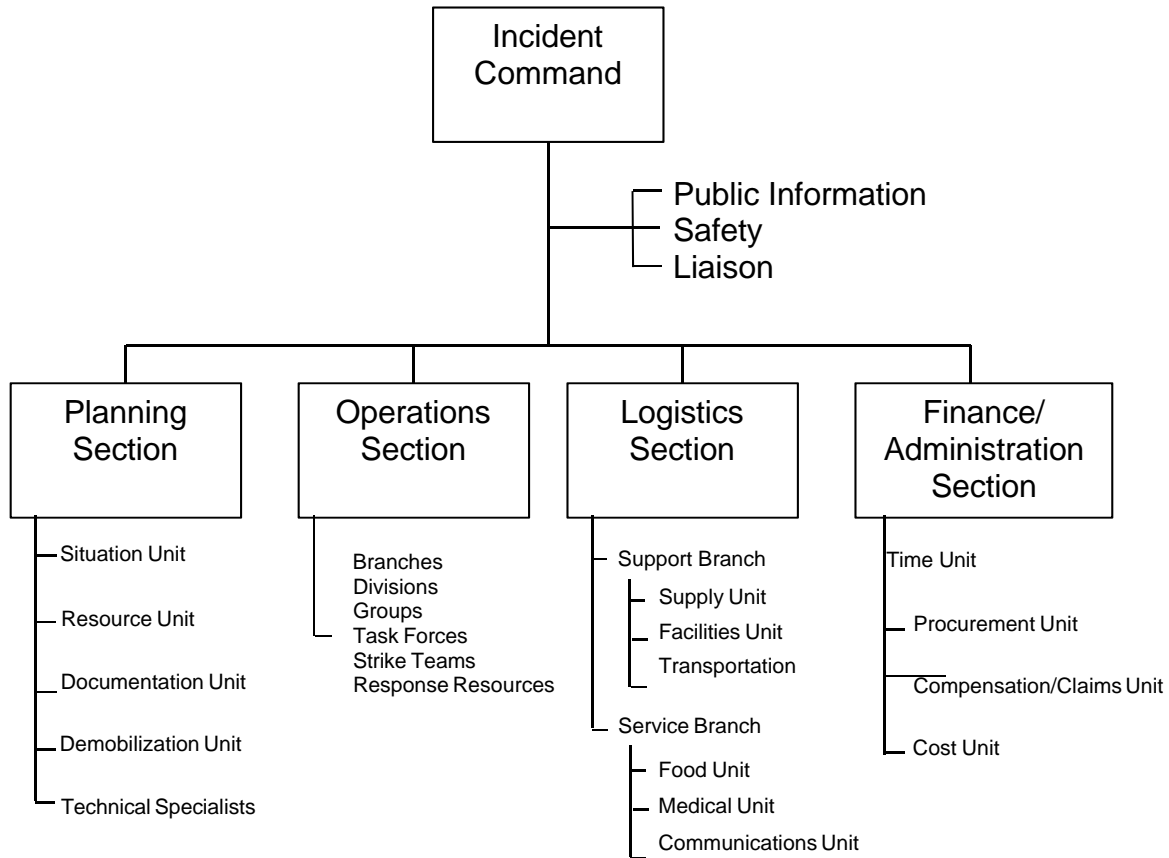 Incident
Command
Public Information
Safety
Liaison
Planning
Section
Situation Unit
Resource Unit
Documentation Unit
Demobilization Unit
Technical Specialists
Operations
Section
Branches
Divisions
Groups
Task Forces
Strike Teams
Response Resources
Logistics
Section
Support Branch
Supply Unit
Facilities Unit
Transportation
Service Branch
Food Unit
Medical Unit
Communications Unit
Finance/
Administration
Section
Time Unit
Procurement Unit
Compensation/Claims Unit
Cost Unit